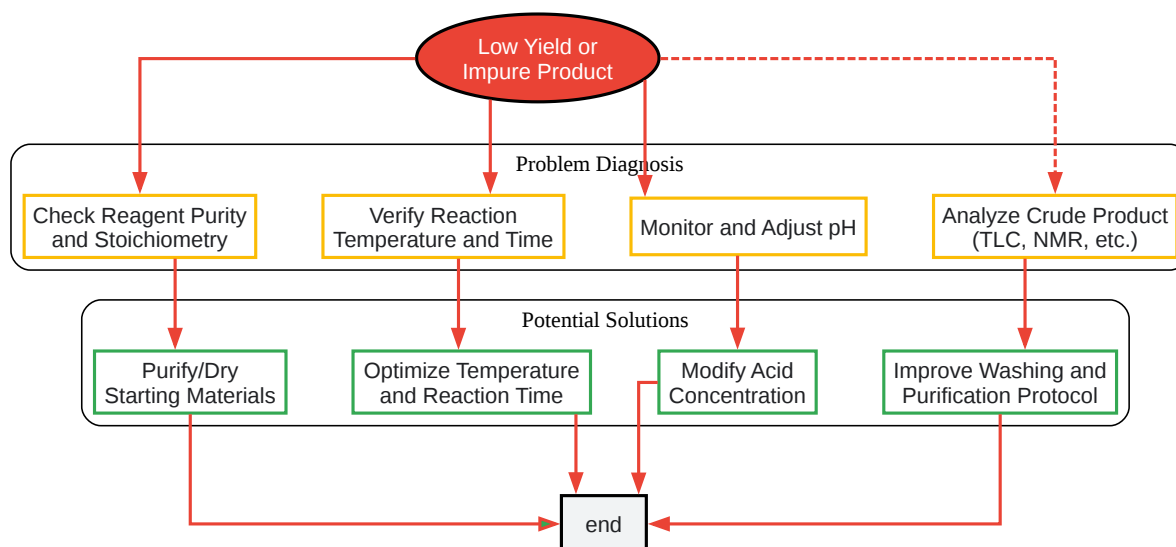 Low Yield or
Impure Product
Problem Diagnosis
Check Reagent Purity
and Stoichiometry
Verify Reaction
Temperature and Time
Monitor and Adjust pH
Analyze Crude Product
(TLC, NMR, etc.)
Potential Solutions
Purify/Dry
Starting Materials
Optimize Temperature
and Reaction Time
Modify Acid
Concentration
Improve Washing and
Purification Protocol
end